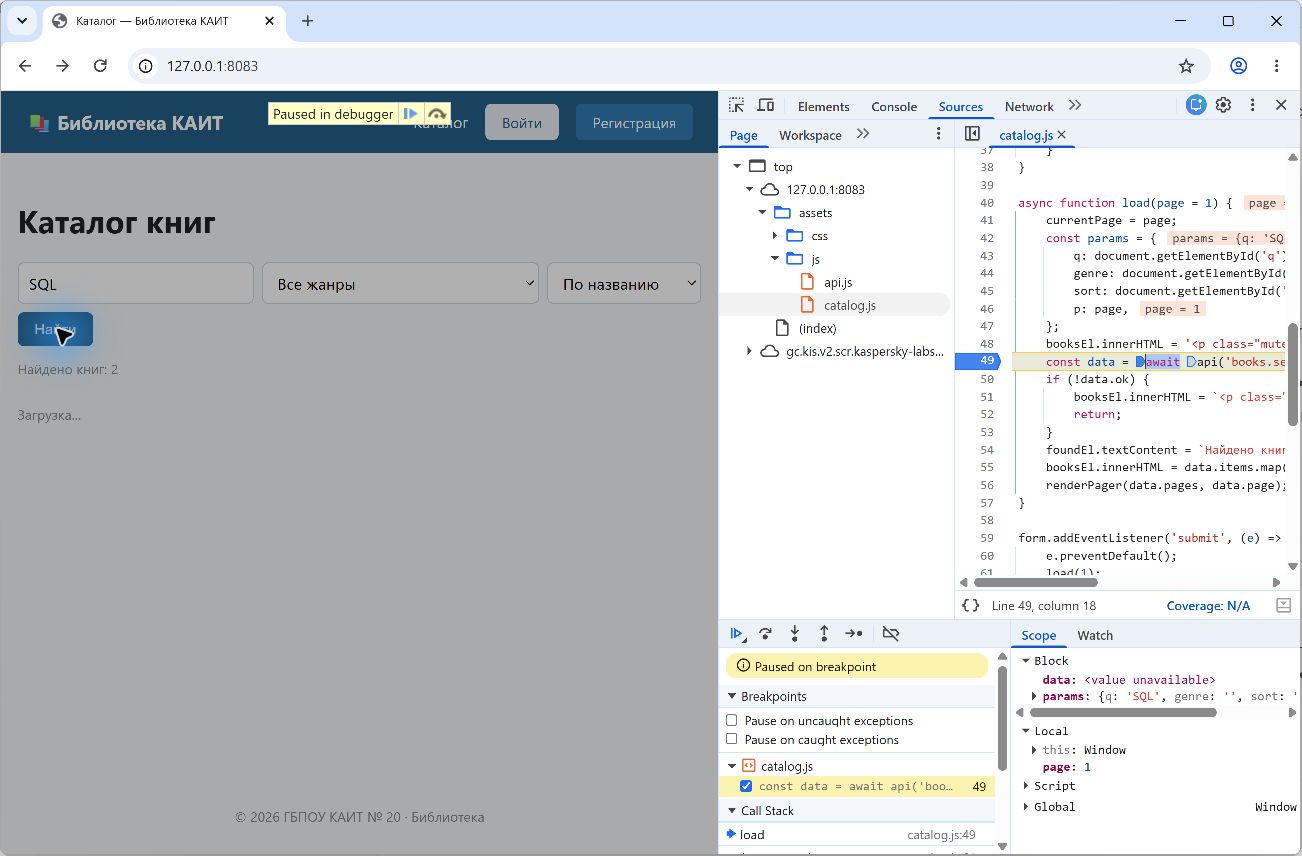 Каталог — Библиотека КАИТ
127.0.0.1:8083
Библиотека КАИТ
Paused in debugger
Каталог
Войти
Регистрация
Каталог книг
SQL
Все жанры
По названию
Найти
Найдено книг: 2
Загрузка...
© 2026 ГБПОУ КАИТ № 20 · Библиотека
Elements
Console
Sources
Network
Page
Workspace
top
127.0.0.1:8083
assets
css
js
api.js
catalog.js
(index)
gc.kis.v2.scr.kaspersky-labs...
catalog.js
37 }
38 }
39
40 async function load(page = 1) { page =
41 currentPage = page;
42 const params = { params = {q: 'SQ
43 q: document.getElementById('q')
44 genre: document.getElementById(
45 sort: document.getElementById('
46 p: page, page = 1
47 };
48 booksEl.innerHTML = '<p class="mute
49 const data = await api('books.se
50 if (!data.ok) {
51 booksEl.innerHTML = `<p class="
52 return;
53 }
54 foundEl.textContent = `Найдено книг
55 booksEl.innerHTML = data.items.map(
56 renderPager(data.pages, data.page);
57 }
58
59 form.addEventListener('submit', (e) =>
60 e.preventDefault();
61 load(1);
{} Line 49, column 18
Coverage: N/A
Paused on breakpoint
Breakpoints
Pause on uncaught exceptions
Pause on caught exceptions
catalog.js
const data = await api('boo... 49
Call Stack
load catalog.js:49
Scope
Watch
Block
data: <value unavailable>
params: {q: 'SQL', genre: '', sort: '
Local
this: Window
page: 1
Script
Global Window